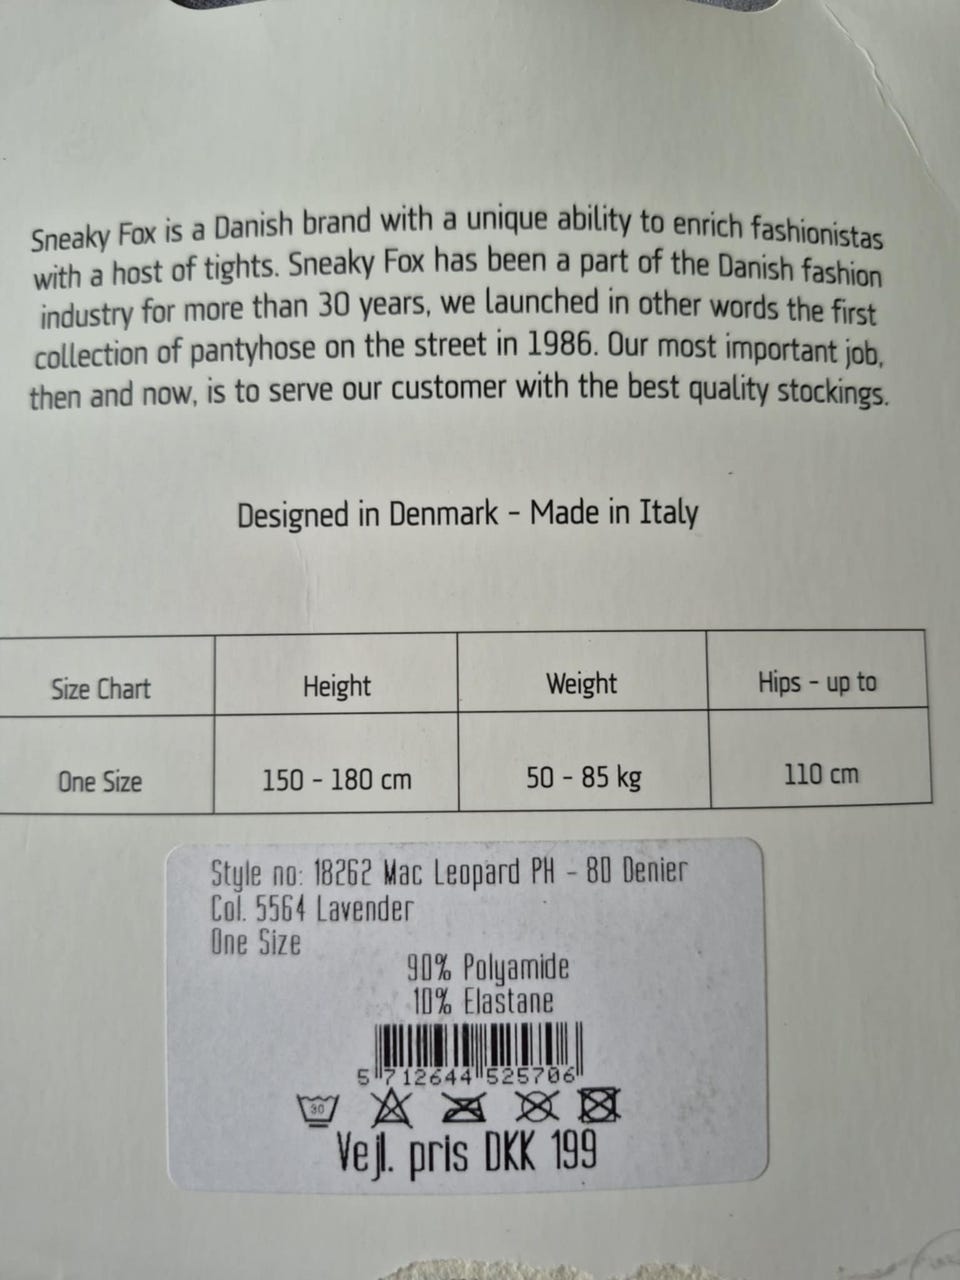 Sneaky Fox is a Danish brand with a unique ability to enrich fashionistas
with a host of tights. Sneaky Fox has been a part of the Danish fashion
industry for more than 30 years, we launched in other words the first
collection of pantyhose on the street in 1986. Our most important job,
then and now, is to serve our customer with the best quality stockings.
Designed in Denmark - Made in Italy
Size Chart Height Weight Hips - up to
One Size 150 - 180 cm 50 - 85 kg 110 cm
Style no: 18262 Mac Leopard PH - 80 Denier
Col. 5564 Lavender
One Size
90% Polyamide
10% Elastane
5 712644 525706
30
Vejl. pris DKK 199